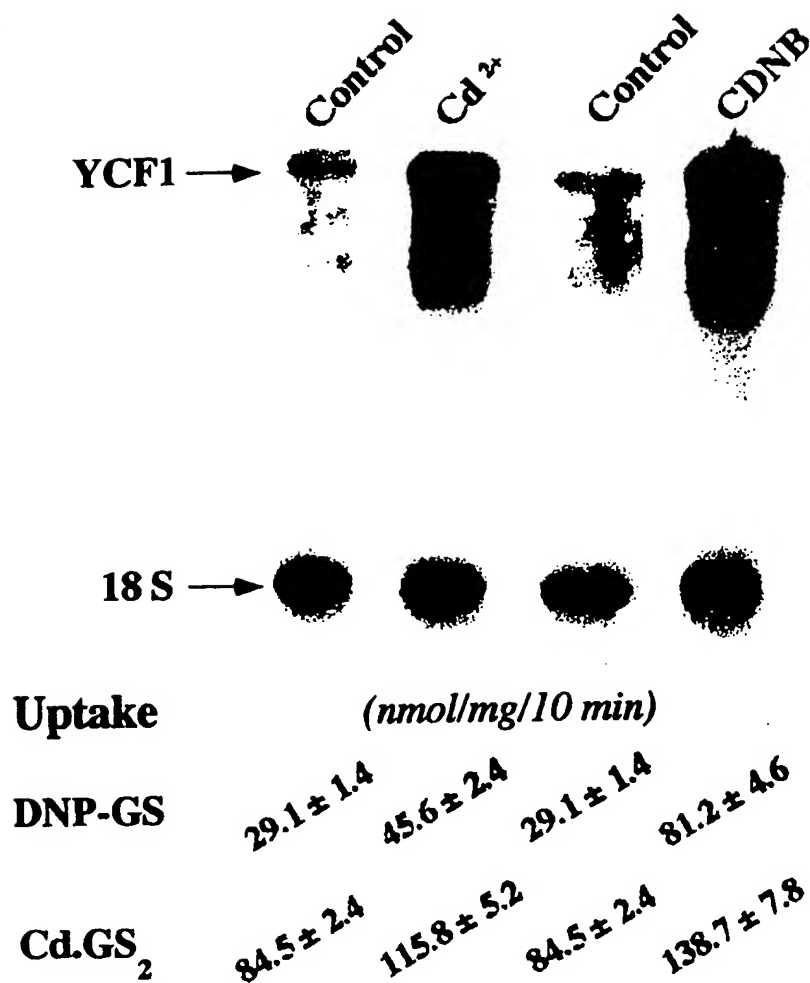 Control Cd²⁺ Control CDNB
YCF1
18 S
Uptake (nmol/mg/10 min)
DNP-GS 29.1 ± 1.4 45.6 ± 2.4 29.1 ± 1.4 81.2 ± 4.6
Cd.GS₂ 84.5 ± 2.4 115.8 ± 5.2 84.5 ± 2.4 138.7 ± 7.8